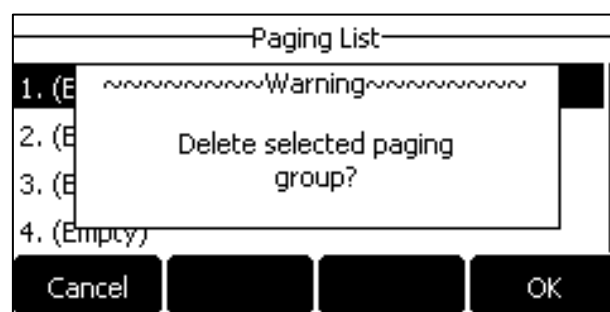 Paging List
1. (E
~~~~~~~~~Warning~~~~~~~~~
2. (E
Delete selected paging
group?
3. (E
4. (Empty)
Cancel OK